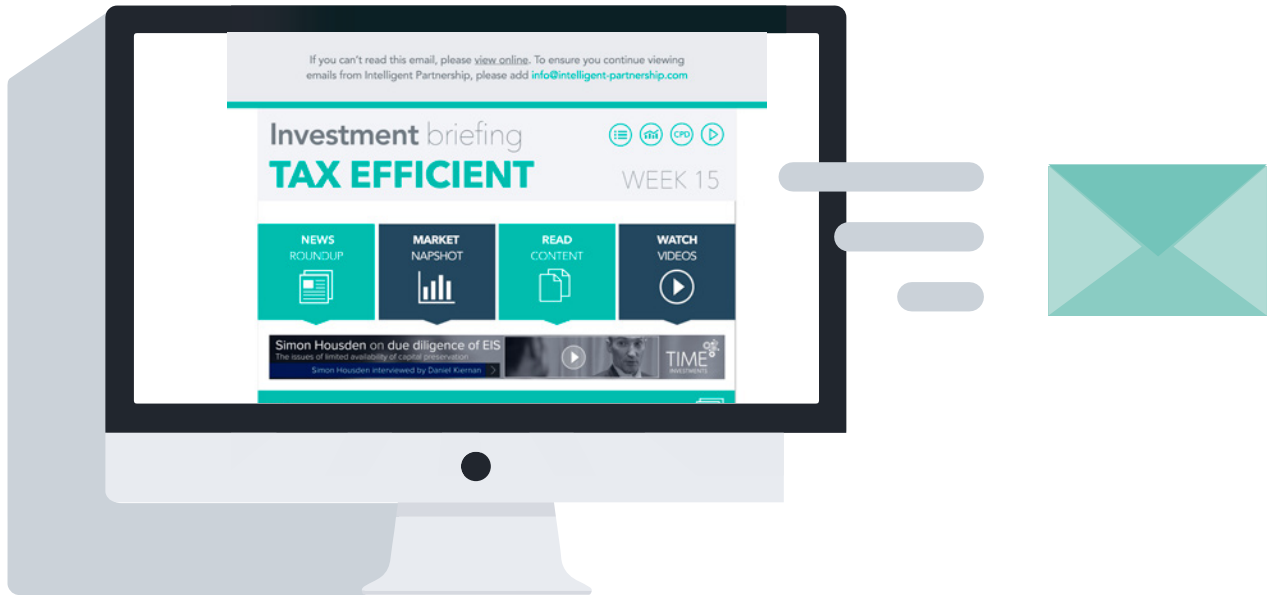 If you can't read this email, please view online. To ensure you continue viewing
emails from Intelligent Partnership, please add info@intelligent-partnership.com
Investment briefing
CPD
TAX EFFICIENT
WEEK 15
NEWS
ROUNDUP
MARKET
NAPSHOT
READ
CONTENT
WATCH
VIDEOS
Simon Housden on due diligence of EIS
The issues of limited availability of capital preservation
Simon Housden interviewed by Daniel Kiernan
TIME
INVESTMENTS